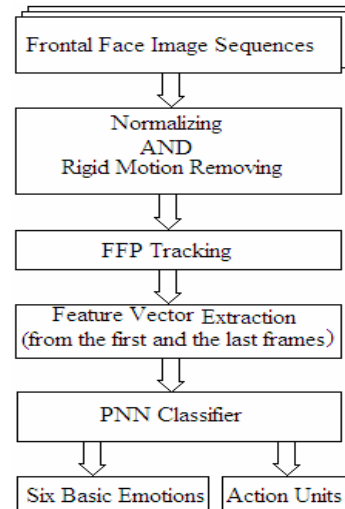 Frontal Face Image Sequences
Normalizing
AND
Rigid Motion Removing
FFP Tracking
Feature Vector Extraction
(from the first and the last frames)
PNN Classifier
Six Basic Emotions
Action Units